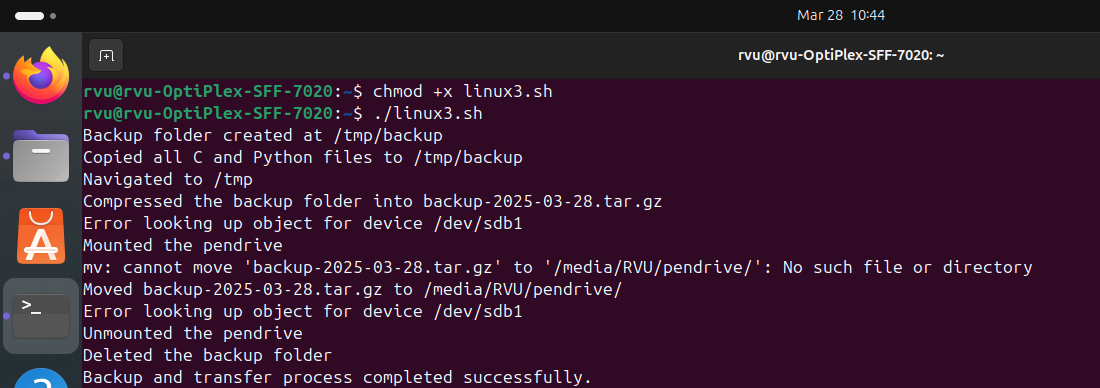 Mar 28 10:44
rvu@rvu-OptiPlex-SFF-7020: ~
rvu@rvu-OptiPlex-SFF-7020:~$ chmod +x linux3.sh
rvu@rvu-OptiPlex-SFF-7020:~$ ./linux3.sh
Backup folder created at /tmp/backup
Copied all C and Python files to /tmp/backup
Navigated to /tmp
Compressed the backup folder into backup-2025-03-28.tar.gz
Error looking up object for device /dev/sdb1
Mounted the pendrive
mv: cannot move 'backup-2025-03-28.tar.gz' to '/media/RVU/pendrive/': No such file or directory
Moved backup-2025-03-28.tar.gz to /media/RVU/pendrive/
Error looking up object for device /dev/sdb1
Unmounted the pendrive
Deleted the backup folder
Backup and transfer process completed successfully.